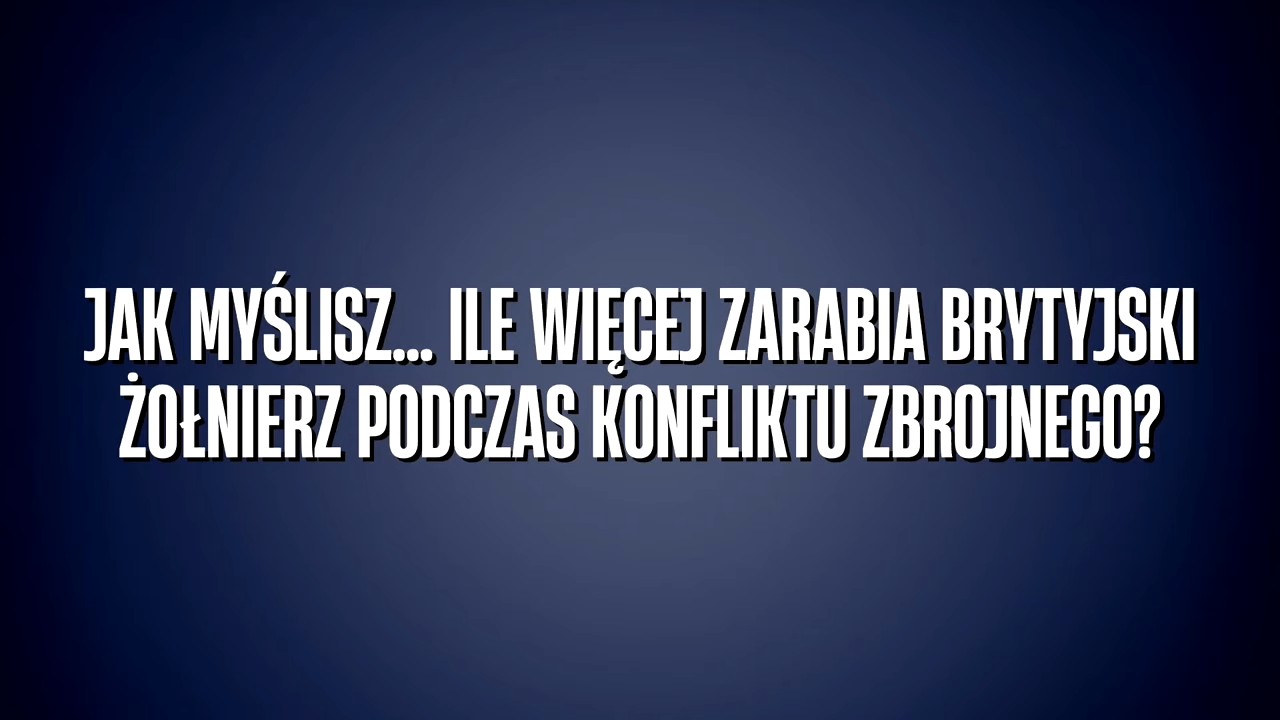 JAK MYŚLISZ... ILE WIĘCEJ ZARABIA BRYTYJSKI
ŻOŁNIERZ PODCZAS KONFLIKTU ZBROJNEGO?